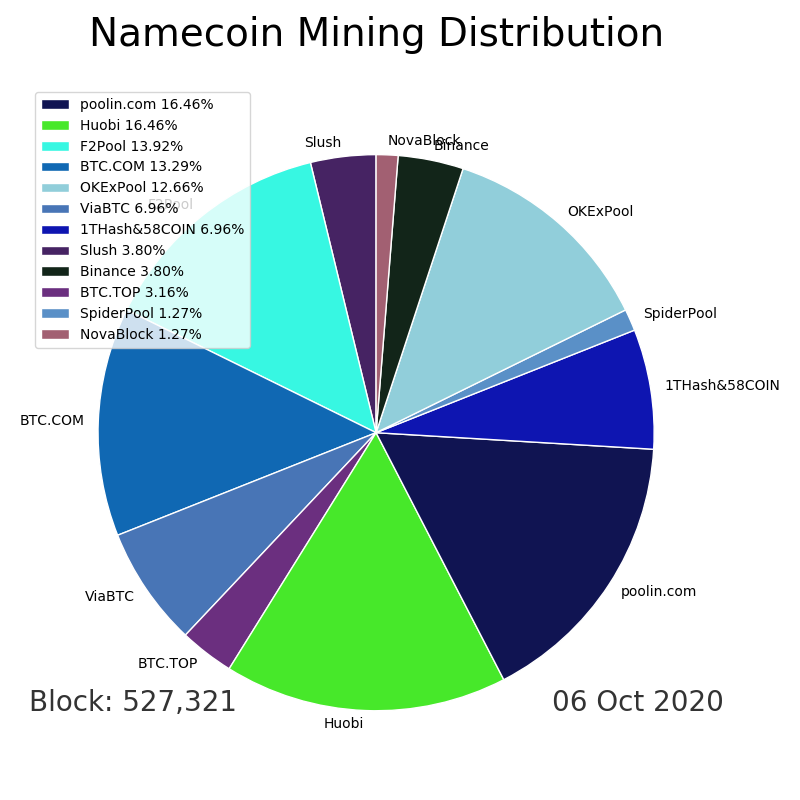 Namecoin Mining Distribution
poolin.com 16.46%
Huobi 16.46%
F2Pool 13.92%
BTC.COM 13.29%
OKExPool 12.66%
ViaBTC 6.96%
1THash&58COIN 6.96%
Slush 3.80%
Binance 3.80%
BTC.TOP 3.16%
SpiderPool 1.27%
NovaBlock 1.27%
Slush
NovaBlock
Binance
F2Pool
OKExPool
SpiderPool
1THash&58COIN
BTC.COM
poolin.com
ViaBTC
BTC.TOP
Huobi
Block: 527,321
06 Oct 2020